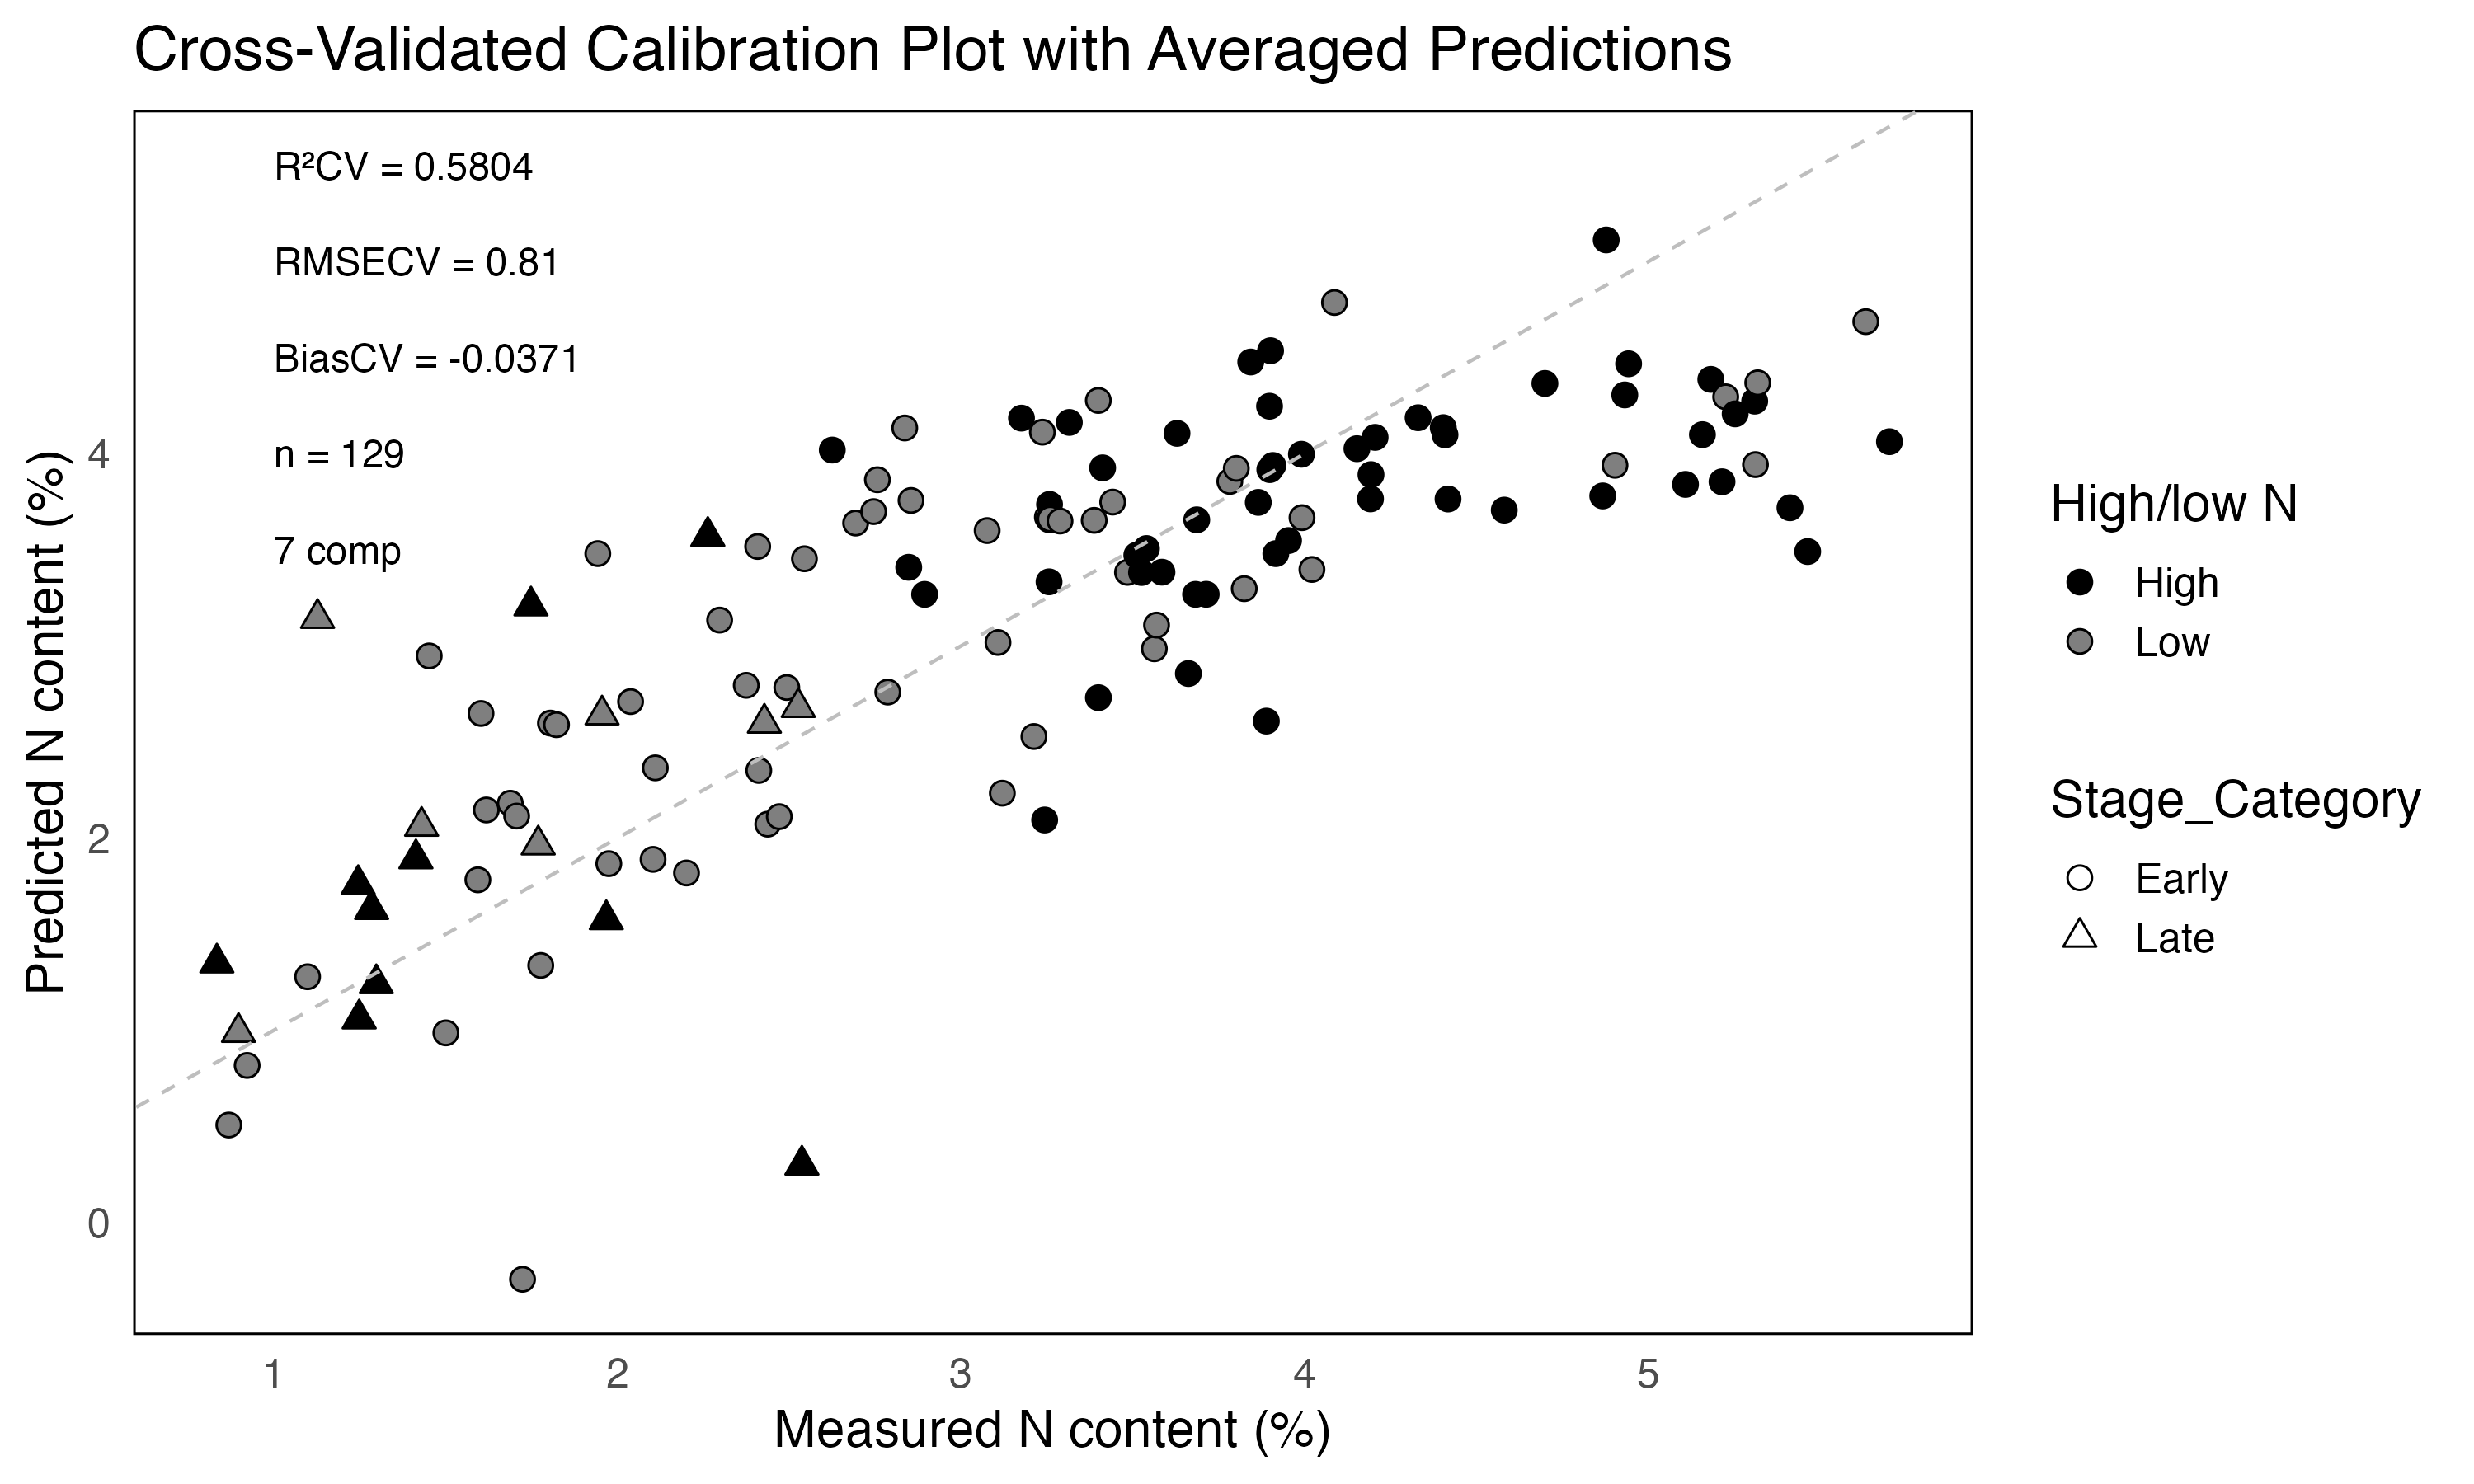 Cross-Validated Calibration Plot with Averaged Predictions
R²CV = 0.5804
RMSECV = 0.81
BiasCV = -0.0371
n = 129
7 comp
Predicted N content (%)
4
2
0
1 2 3 4 5
Measured N content (%)
High/low N
High
Low
Stage_Category
Early
Late